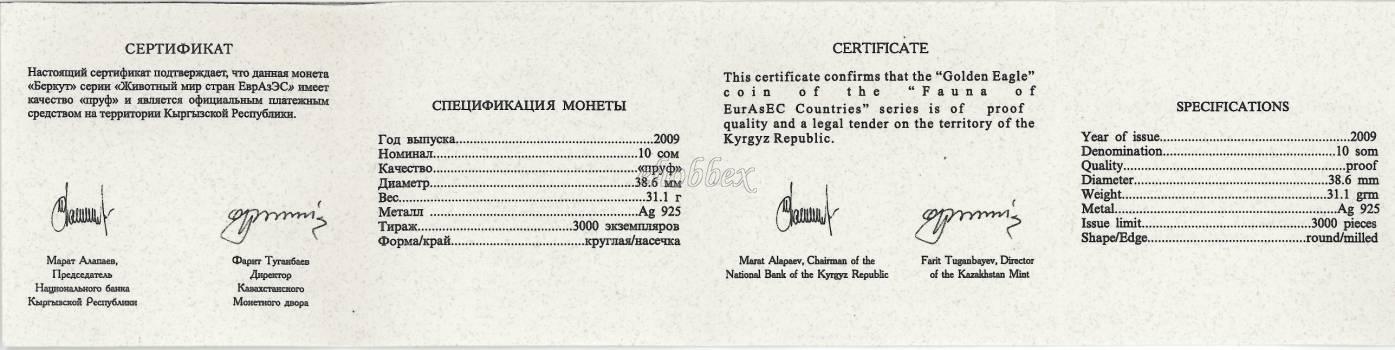 СЕРТИФИКАТ
Настоящий сертификат подтверждает, что данная монета
«Беркут» серии «Животный мир стран ЕврАзЭС» имеет
качество «пруф» и является официальным платежным
средством на территории Кыргызской Республики.
Марат Алапаев,
Председатель
Национального банка
Кыргызской Республики
Фарит Туганбаев
Директор
Казахстанского
Монетного двора
СПЕЦИФИКАЦИЯ МОНЕТЫ
Год выпуска....................2009
Номинал....................10 сом
Качество....................«пруф»
Диаметр....................38.6 мм
Вес....................31.1 г
Металл ....................Ag 925
Тираж....................3000 экземпляров
Форма/край....................круглая/насечка
CERTIFICATE
This certificate confirms that the “Golden Eagle”
coin of the “Fauna of
EurAsEC Countries” series is of proof
quality and a legal tender on the territory of the
Kyrgyz Republic.
Marat Alapaev, Chairman of the
National Bank of the Kyrgyz Republic
Farit Tuganbayev, Director
of the Kazakhstan Mint
SPECIFICATIONS
Year of issue....................2009
Denomination....................10 som
Quality....................proof
Diameter....................38.6 mm
Weight....................31.1 grm
Metal....................Ag 925
Issue limit....................3000 pieces
Shape/Edge....................round/milled